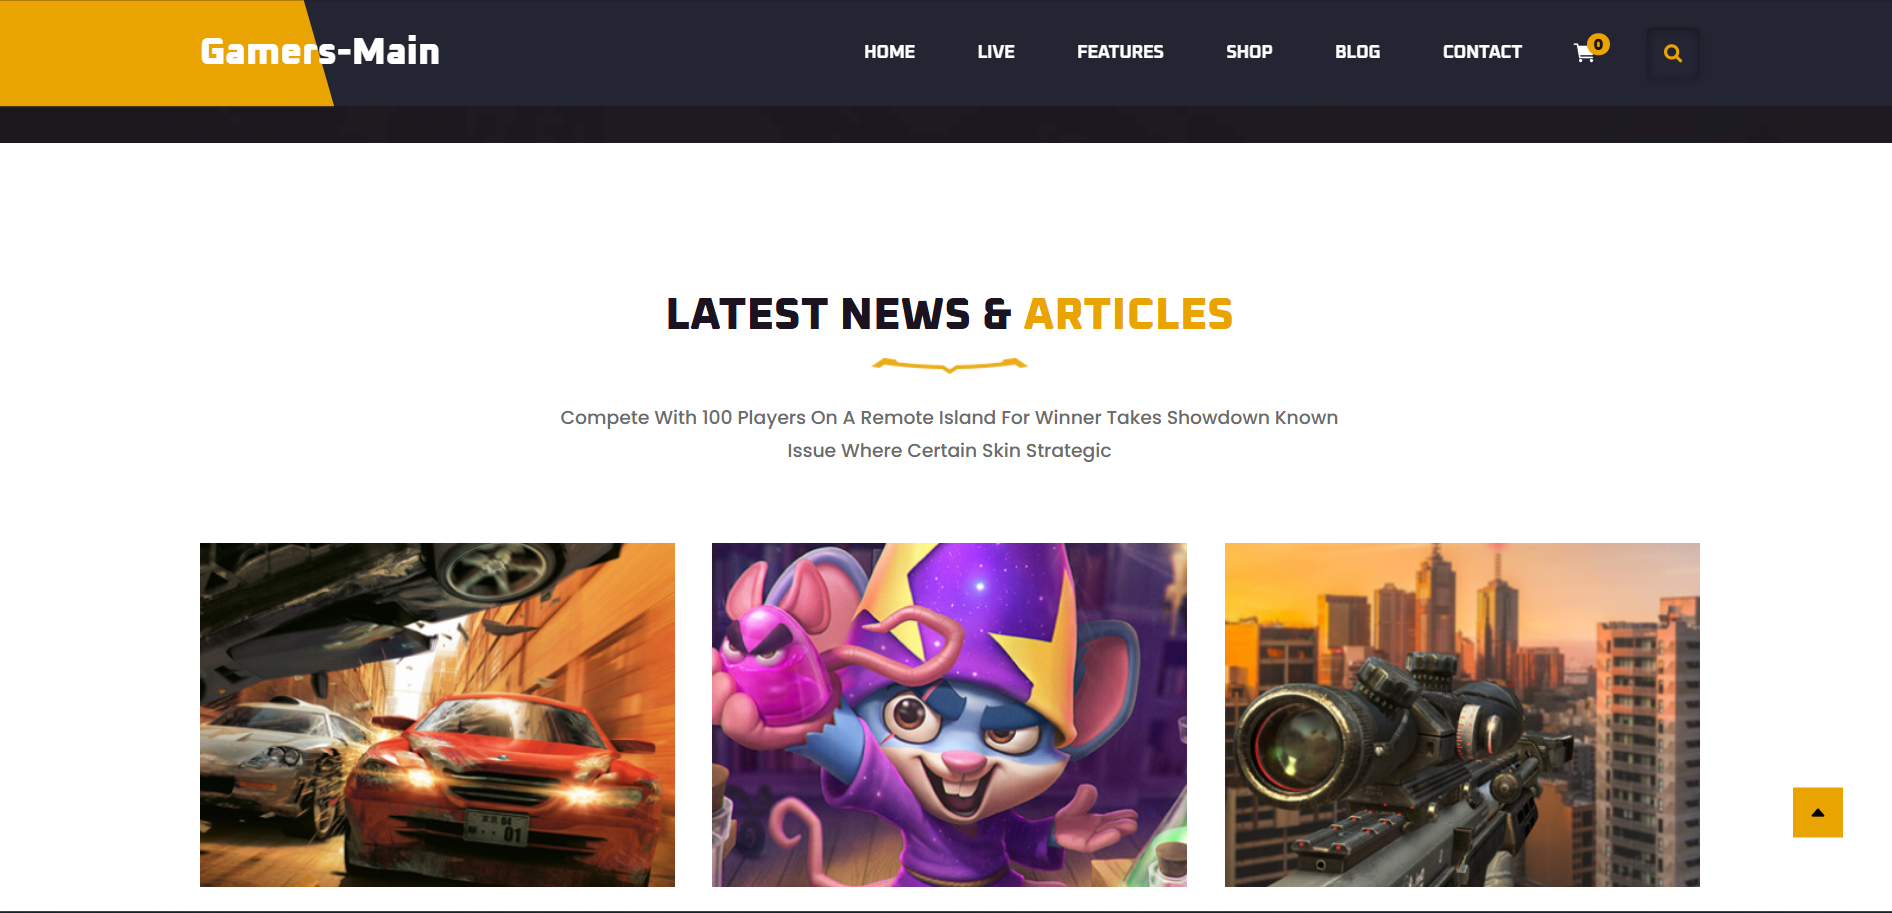 Gamers-Main
HOME
LIVE
FEATURES
SHOP
BLOG
CONTACT
0
LATEST NEWS & ARTICLES
Compete With 100 Players On A Remote Island For Winner Takes Showdown Known
Issue Where Certain Skin Strategic
04
01